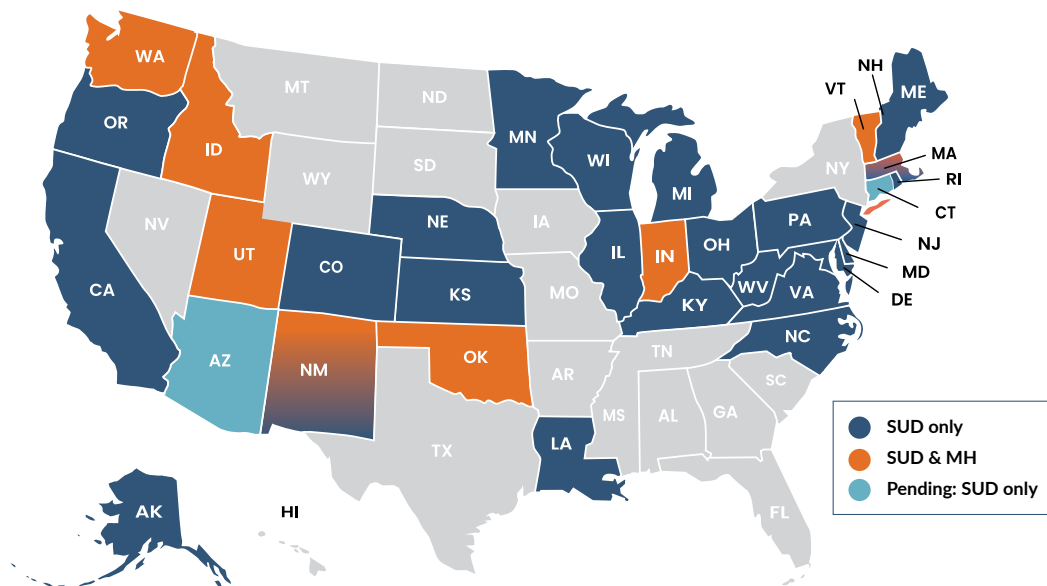 NH
WA
VT
ME
MT
ND
OR
MN
MA
ID
WI
SD
NY
RI
WY
MI
CT
NE
IA
PA
NV
NJ
UT
IL
IN
OH
CO
MD
CA
KS
MO
WV
VA
DE
KY
NC
AZ
NM
OK
TN
AR
SC
MS
AL
GA
SUD only
LA
TX
SUD & MH
Pending: SUD only
AK
HI
FL